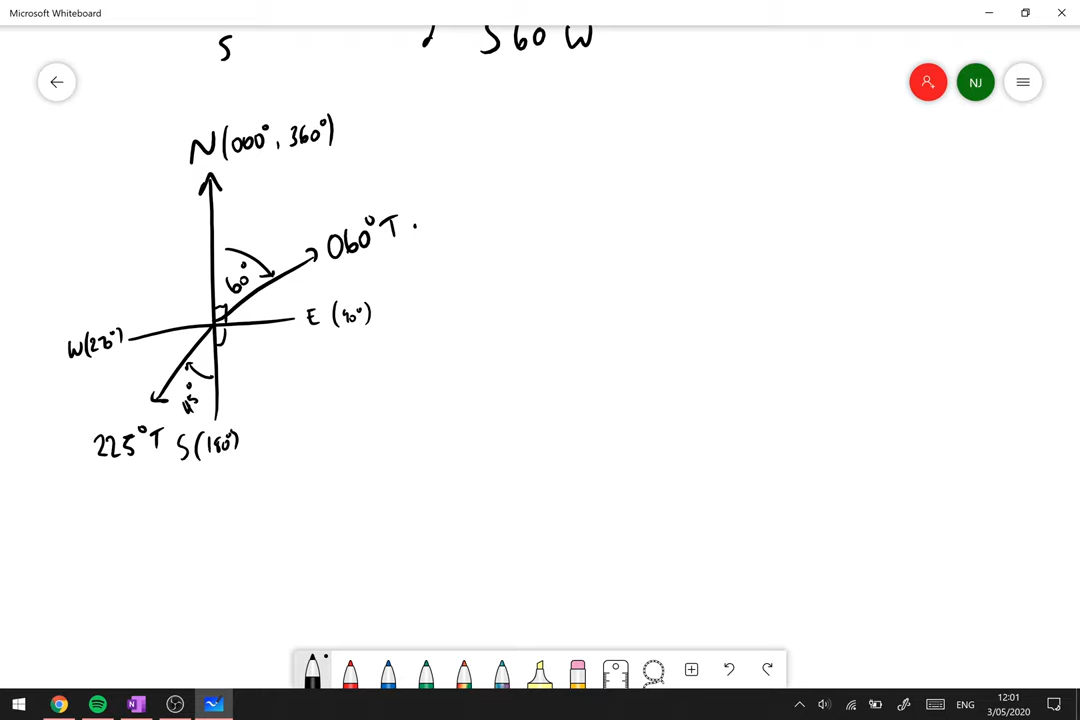 Microsoft Whiteboard
S
S 60 W
NJ
N(000°, 360°)
060°T
60°
E (90°)
W(270°)
45°
225°T
S(180°)
ENG
12:01
3/05/2020